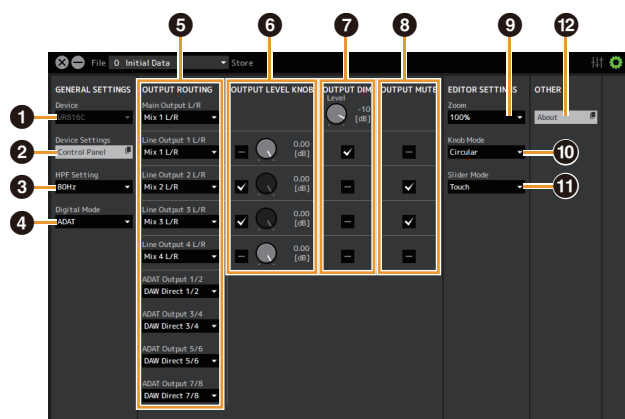 5 6 7 8 9 12
File 0 Initial Data Store
GENERAL SETTINGS
Device
UR816C
Device Settings
Control Panel
HPF Setting
80Hz
Digital Mode
ADAT
1
2
3
4
OUTPUT ROUTING
Main Output L/R
Mix 1 L/R
Line Output 1 L/R
Mix 1 L/R
Line Output 2 L/R
Mix 2 L/R
Line Output 3 L/R
Mix 3 L/R
Line Output 4 L/R
Mix 4 L/R
ADAT Output 1/2
DAW Direct 1/2
ADAT Output 3/4
DAW Direct 3/4
ADAT Output 5/6
DAW Direct 5/6
ADAT Output 7/8
DAW Direct 7/8
OUTPUT LEVEL KNOB
0.00
[dB]
0.00
[dB]
0.00
[dB]
0.00
[dB]
OUTPUT DIM
Level
-10
[dB]
OUTPUT MUTE
EDITOR SETTINGS
Zoom
100%
Knob Mode
Circular
10
Slider Mode
Touch
11
OTHER
About